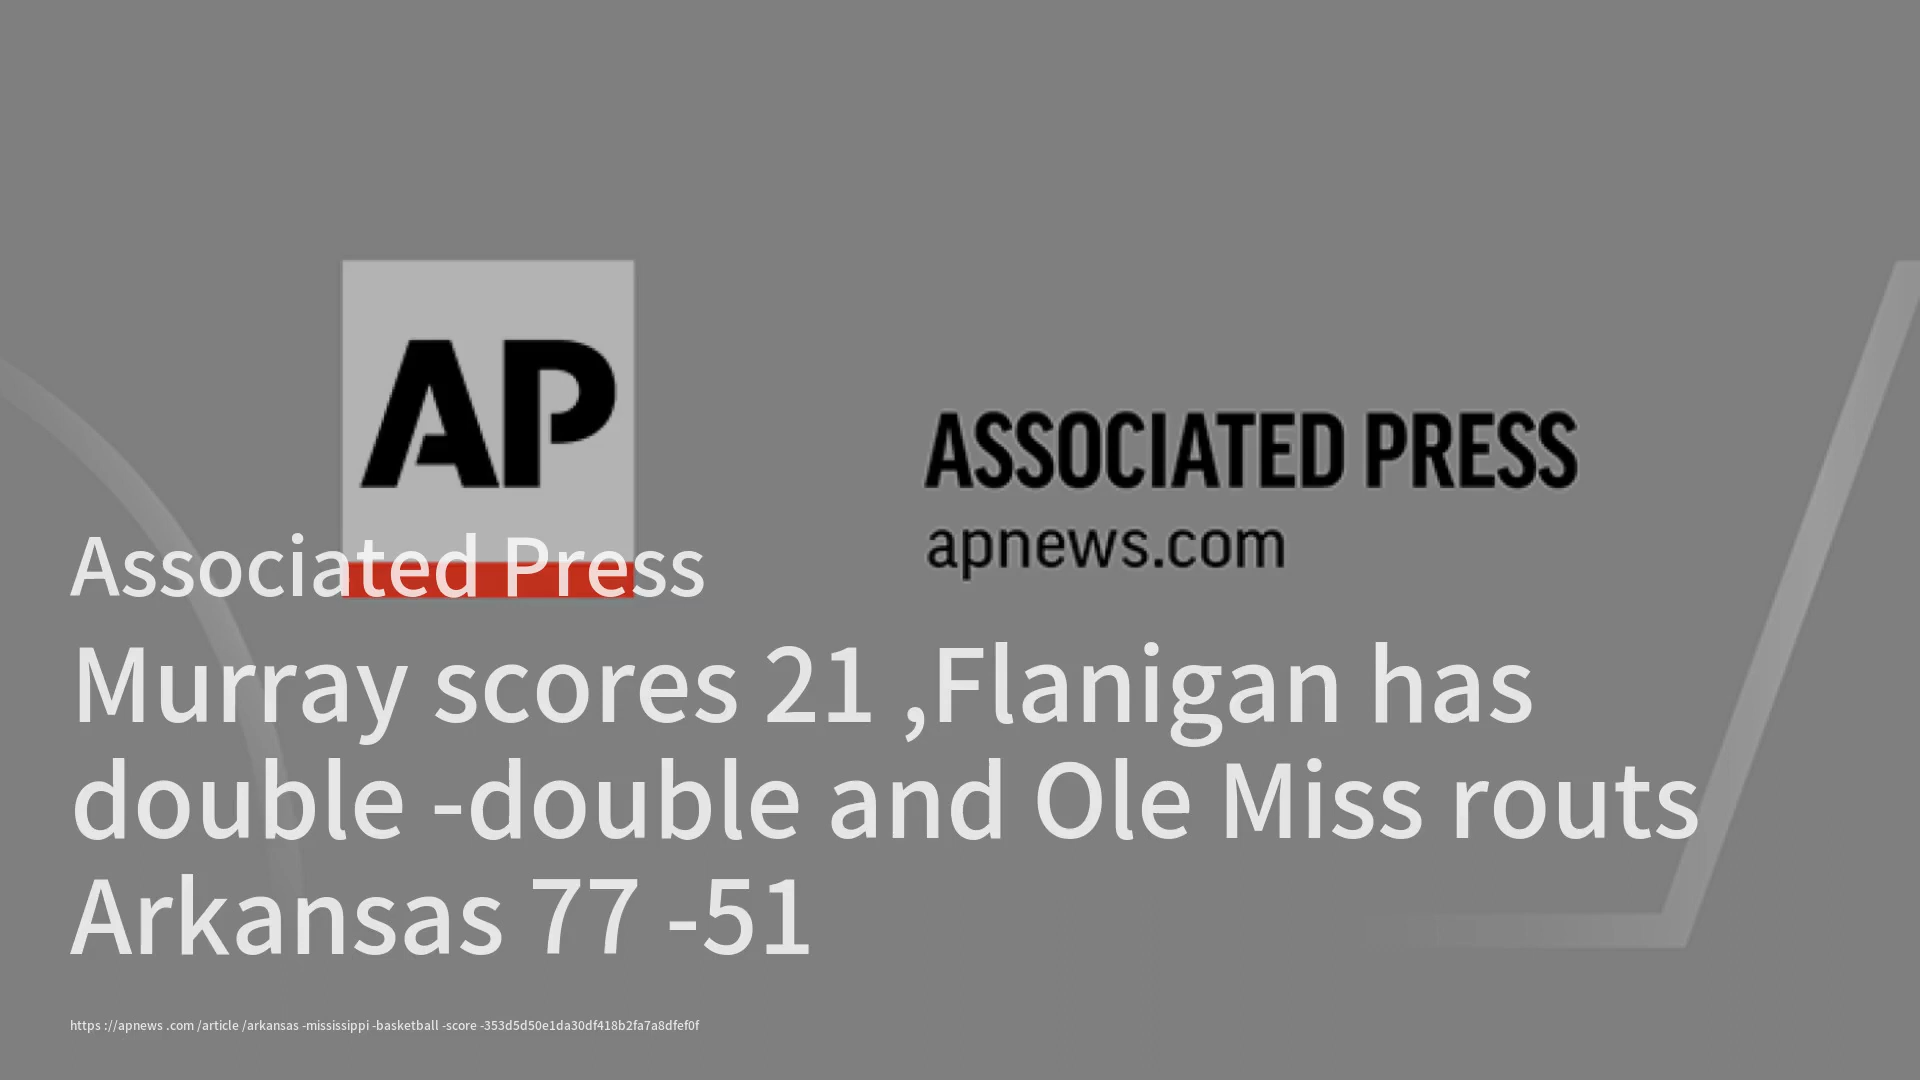 AP
ASSOCIATED PRESS
apnews.com
Associated Press
Murray scores 21 ,Flanigan has
double -double and Ole Miss routs
Arkansas 77 -51
https ://apnews .com /article /arkansas -mississippi -basketball -score -353d5d50e1da30df418b2fa7a8dfef0f